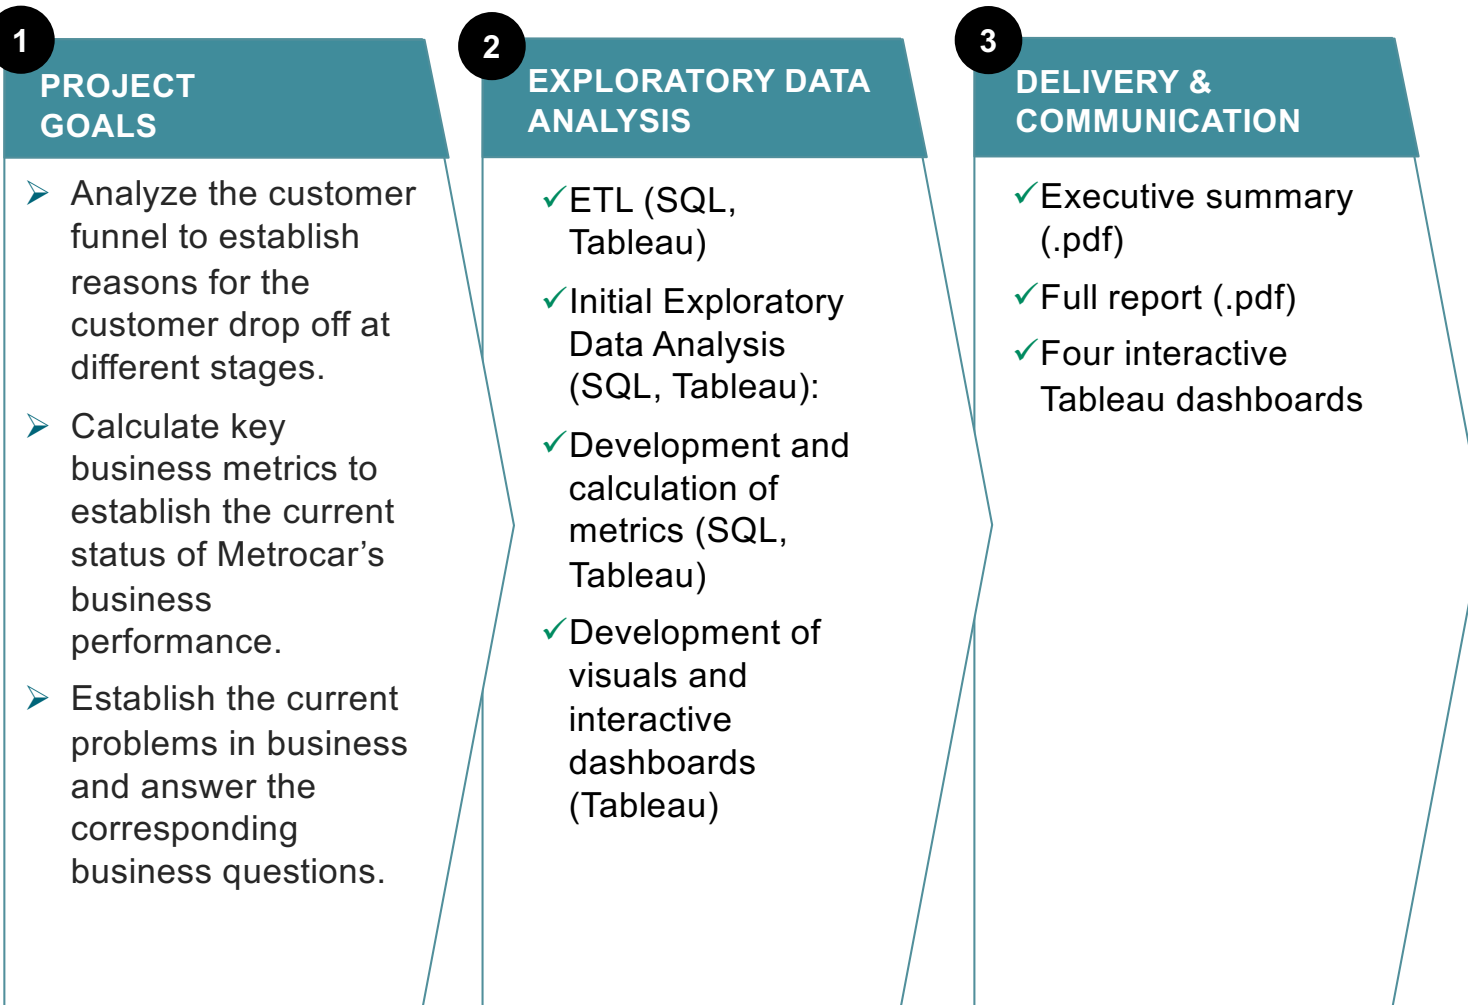 1
PROJECT
GOALS
➢ Analyze the customer
funnel to establish
reasons for the
customer drop off at
different stages.
➢ Calculate key
business metrics to
establish the current
status of Metrocar’s
business
performance.
➢ Establish the current
problems in business
and answer the
corresponding
business questions.
2
EXPLORATORY DATA
ANALYSIS
✓ETL (SQL,
Tableau)
✓Initial Exploratory
Data Analysis
(SQL, Tableau):
✓Development and
calculation of
metrics (SQL,
Tableau)
✓Development of
visuals and
interactive
dashboards
(Tableau)
3
DELIVERY &
COMMUNICATION
✓Executive summary
(.pdf)
✓Full report (.pdf)
✓Four interactive
Tableau dashboards